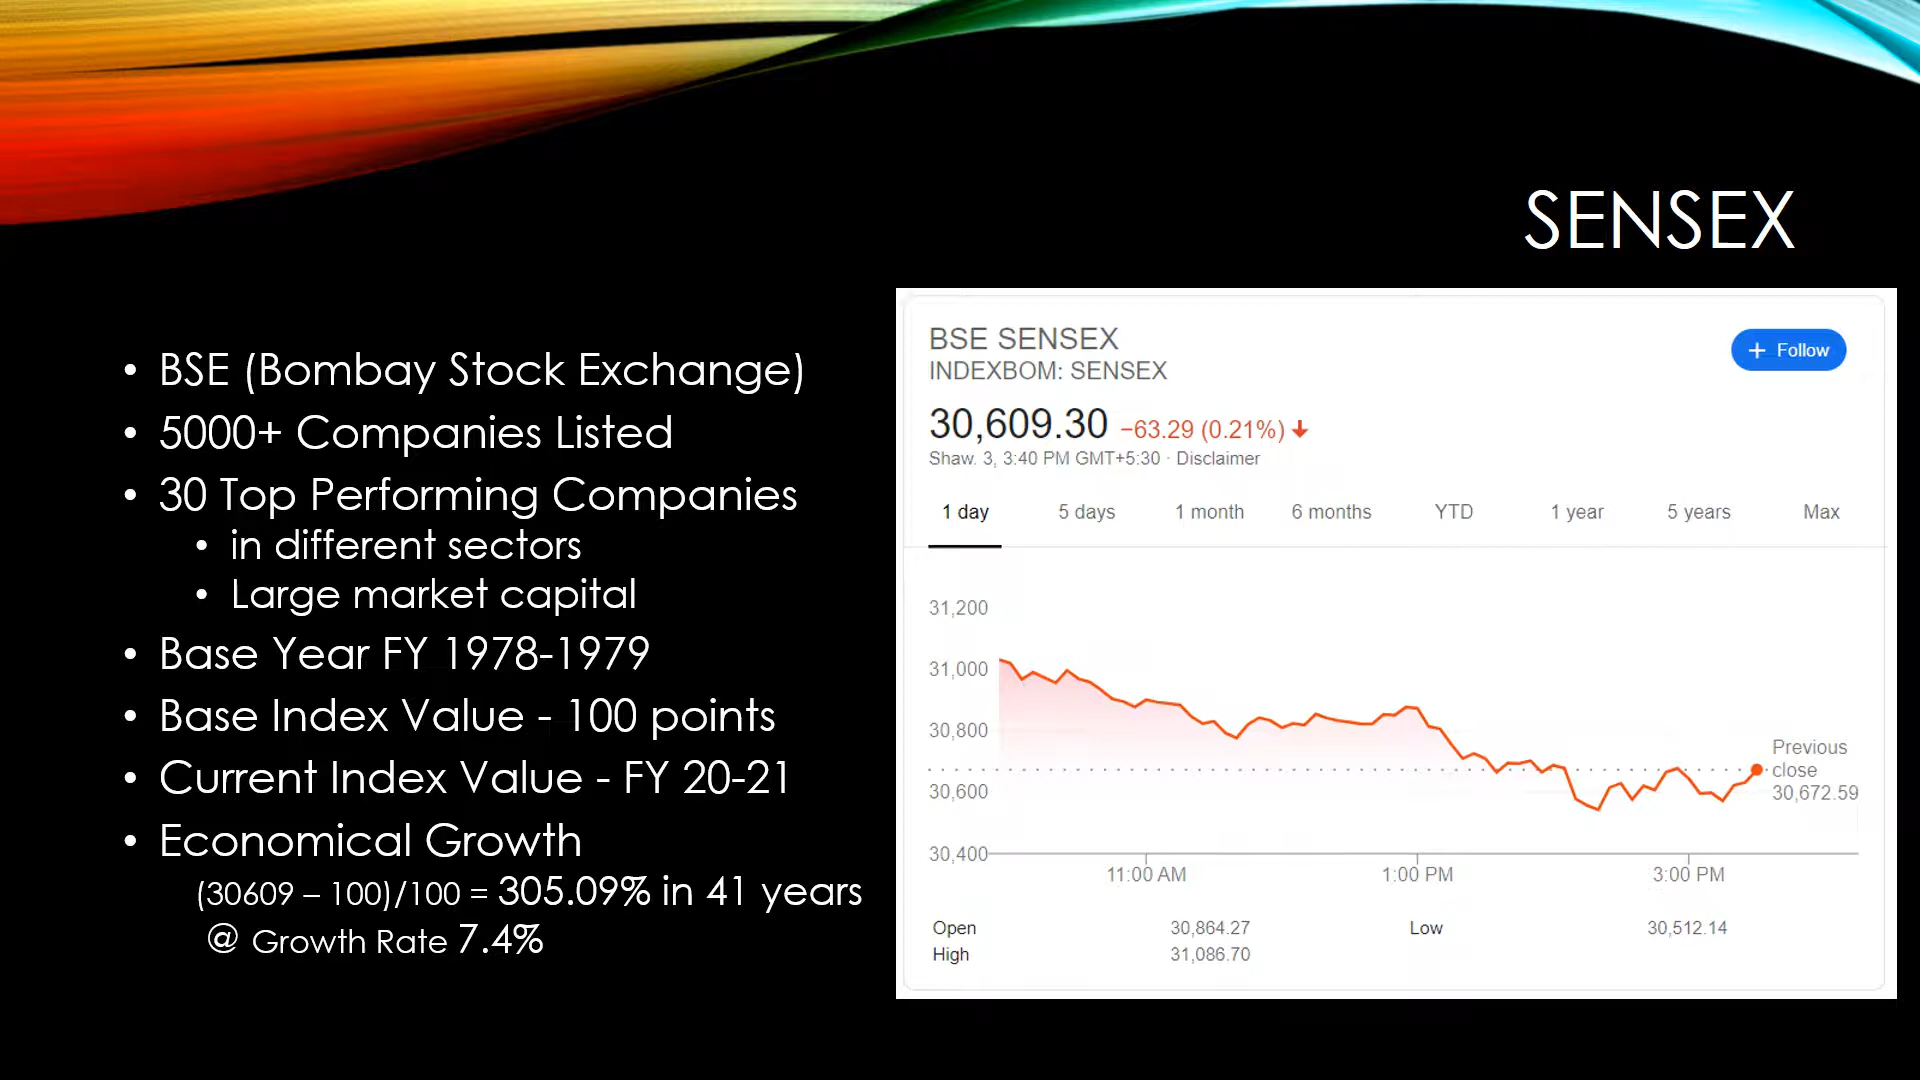 SENSEX
• BSE (Bombay Stock Exchange)
• 5000+ Companies Listed
• 30 Top Performing Companies
• in different sectors
• Large market capital
• Base Year FY 1978-1979
• Base Index Value - 100 points
• Current Index Value - FY 20-21
• Economical Growth
(30609 – 100)/100 = 305.09% in 41 years
@ Growth Rate 7.4%
BSE SENSEX
INDEXBOM: SENSEX
+ Follow
30,609.30 −63.29 (0.21%) ↓
Shaw. 3, 3:40 PM GMT+5:30 · Disclaimer
1 day 5 days 1 month 6 months YTD 1 year 5 years Max
31,200
31,000
30,800
30,600
30,400
Previous
close
30,672.59
11:00 AM 1:00 PM 3:00 PM
Open 30,864.27 Low 30,512.14
High 31,086.70